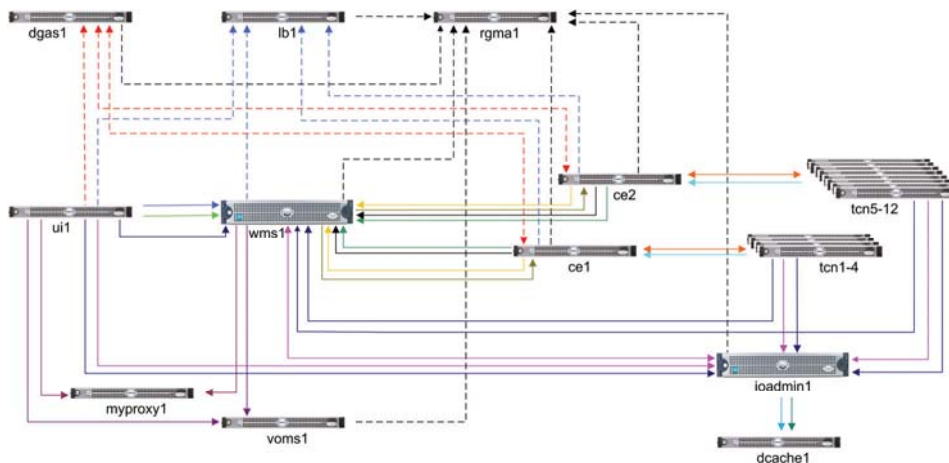 dgas1
lb1
rgma1
ce2
tcn5-12
ui1
wms1
ce1
tcn1-4
ioadmin1
myproxy1
voms1
dcache1